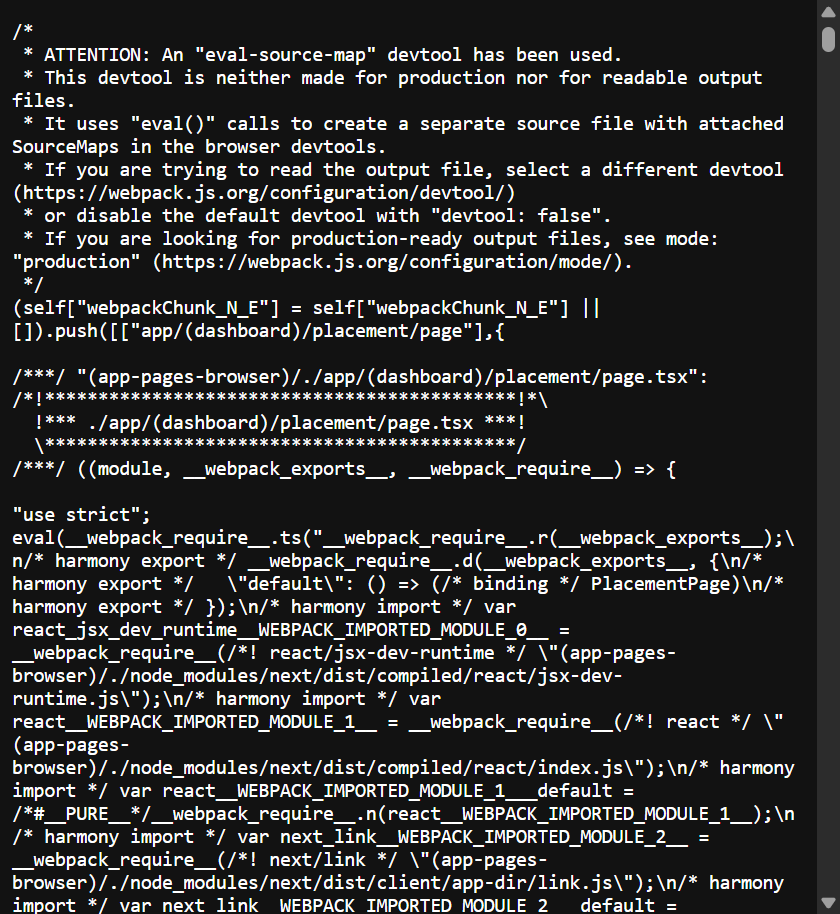 /*
 * ATTENTION: An "eval-source-map" devtool has been used.
 * This devtool is neither made for production nor for readable output
files.
 * It uses "eval()" calls to create a separate source file with attached
SourceMaps in the browser devtools.
 * If you are trying to read the output file, select a different devtool
(https://webpack.js.org/configuration/devtool/)
 * or disable the default devtool with "devtool: false".
 * If you are looking for production-ready output files, see mode:
"production" (https://webpack.js.org/configuration/mode/).
 */
(self["webpackChunk_N_E"] = self["webpackChunk_N_E"] ||
[]).push([["app/(dashboard)/placement/page"],{

/***/ "(app-pages-browser)/./app/(dashboard)/placement/page.tsx":
/*!********************************************!*\
  !*** ./app/(dashboard)/placement/page.tsx ***!
  \********************************************/
/***/ ((module, __webpack_exports__, __webpack_require__) => {

"use strict";
eval(__webpack_require__.ts("__webpack_require__.r(__webpack_exports__);\
n/* harmony export */ __webpack_require__.d(__webpack_exports__, {\n/*
harmony export */   \"default\": () => (/* binding */ PlacementPage)\n/*
harmony export */ });\n/* harmony import */ var
react_jsx_dev_runtime__WEBPACK_IMPORTED_MODULE_0__ =
__webpack_require__(/*! react/jsx-dev-runtime */ \"(app-pages-
browser)/./node_modules/next/dist/compiled/react/jsx-dev-
runtime.js\");\n/* harmony import */ var
react__WEBPACK_IMPORTED_MODULE_1__ = __webpack_require__(/*! react */ \"
(app-pages-
browser)/./node_modules/next/dist/compiled/react/index.js\");\n/* harmony
import */ var react__WEBPACK_IMPORTED_MODULE_1___default =
/*#__PURE__*/__webpack_require__.n(react__WEBPACK_IMPORTED_MODULE_1__);\n
/* harmony import */ var next_link__WEBPACK_IMPORTED_MODULE_2__ =
__webpack_require__(/*! next/link */ \"(app-pages-
browser)/./node_modules/next/dist/client/app-dir/link.js\");\n/* harmony
import */ var next_link__WEBPACK_IMPORTED_MODULE_2___default =